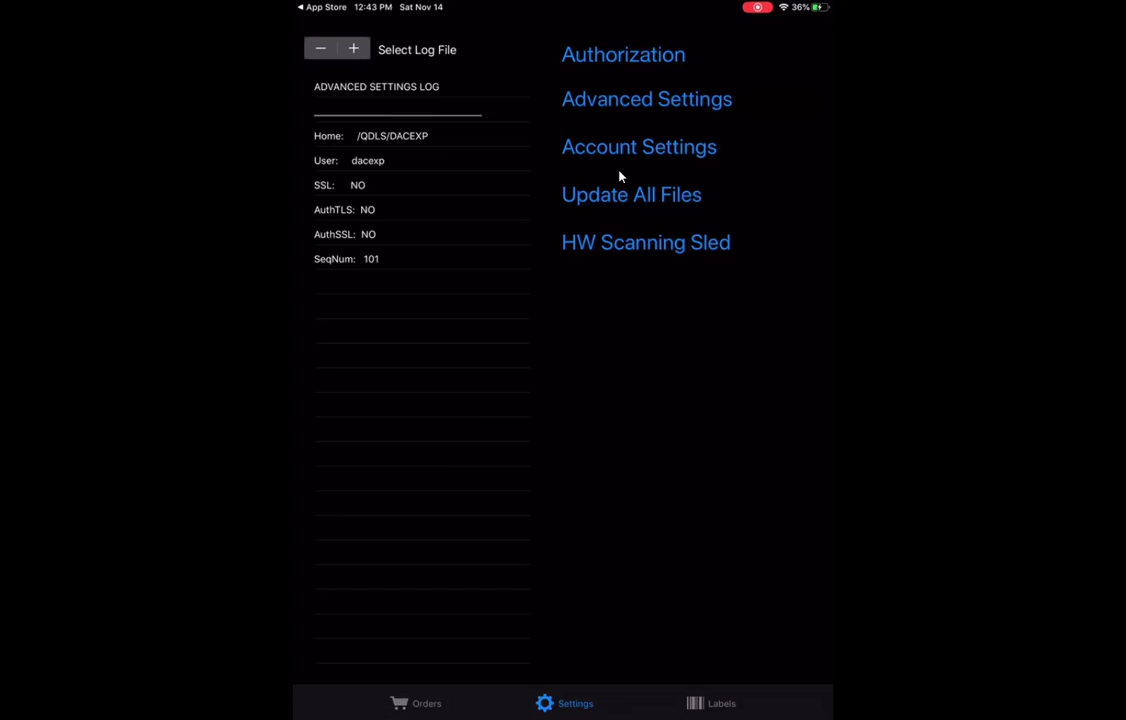 ◀ App Store 12:43 PM Sat Nov 14 36%
− + Select Log File
ADVANCED SETTINGS LOG
Home: /QDLS/DACEXP
User: dacexp
SSL: NO
AuthTLS: NO
AuthSSL: NO
SeqNum: 101
Authorization
Advanced Settings
Account Settings
Update All Files
HW Scanning Sled
Orders Settings Labels